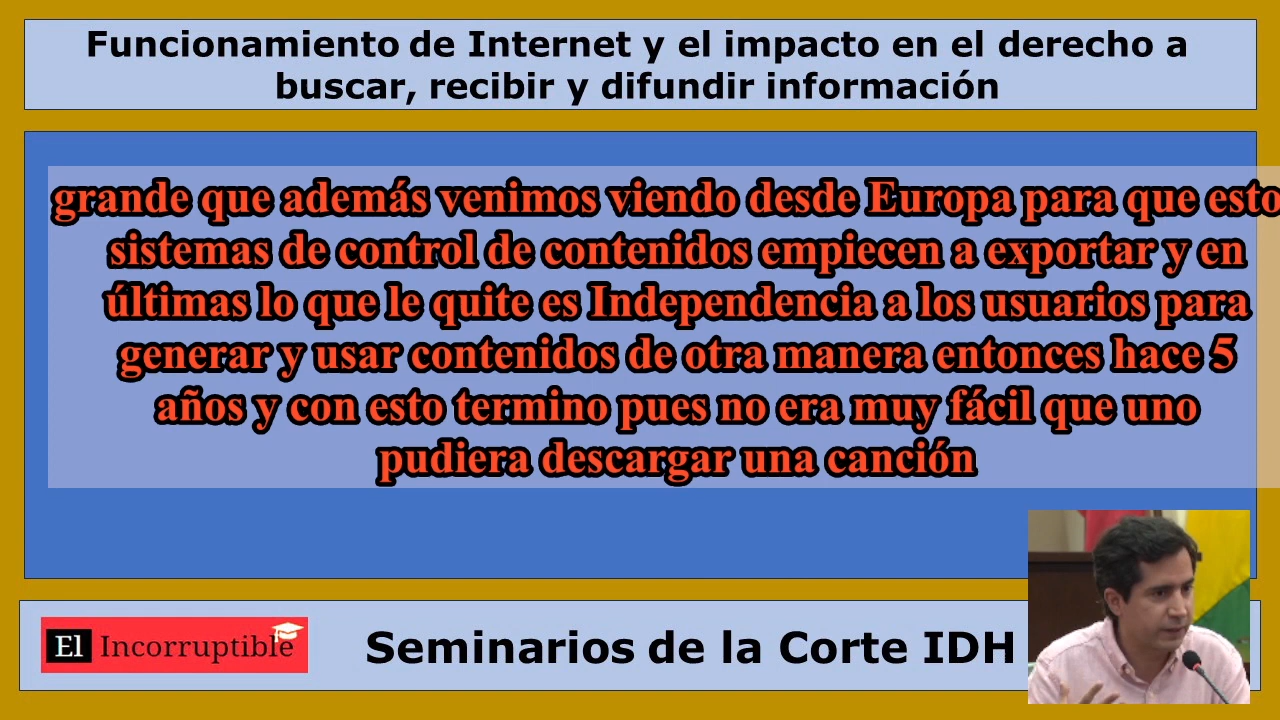 Funcionamiento de Internet y el impacto en el derecho a
buscar, recibir y difundir información
grande que además venimos viendo desde Europa para que esto
sistemas de control de contenidos empiecen a exportar y en
últimas lo que le quite es Independencia a los usuarios para
generar y usar contenidos de otra manera entonces hace 5
años y con esto termino pues no era muy fácil que uno
pudiera descargar una canción
El Incorruptible
Seminarios de la Corte IDH